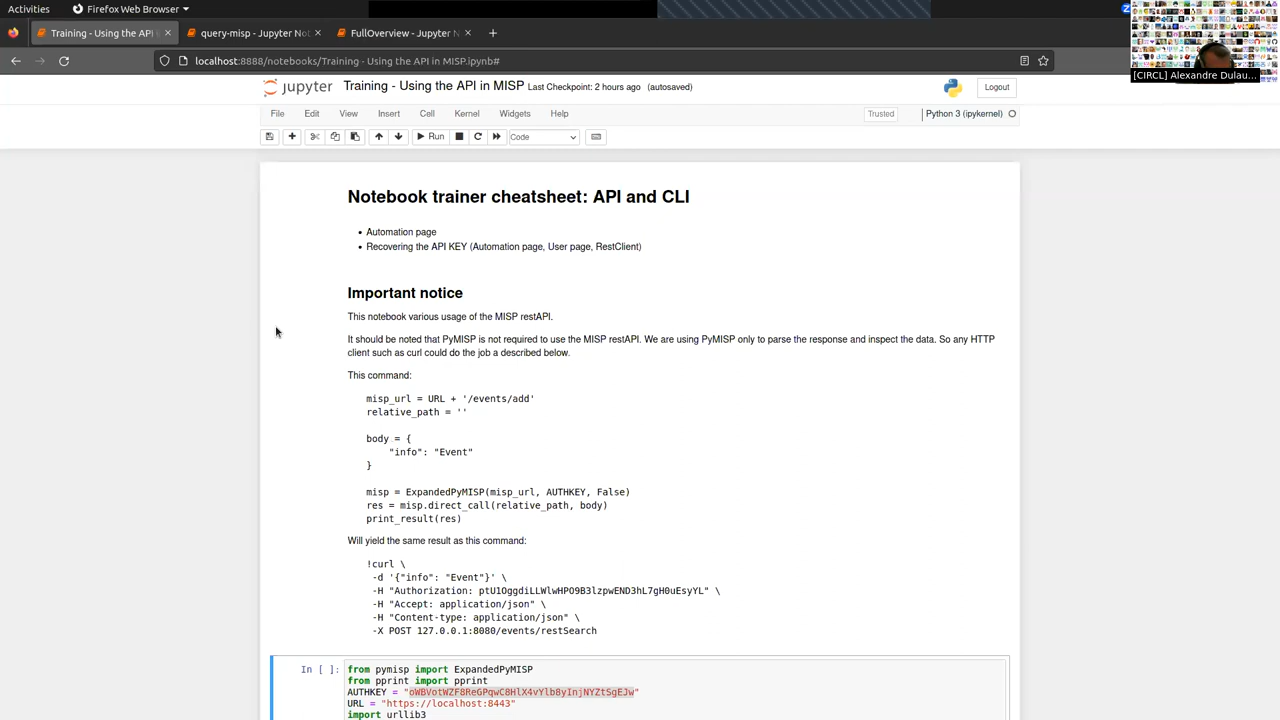 Activities
Firefox Web Browser
Training - Using the API
query-misp - Jupyter Not
FullOverview - Jupyter
localhost:8888/notebooks/Training - Using the API in MISP.ipynb#
[CIRCL] Alexandre Dulau...
jupyter
Training - Using the API in MISP Last Checkpoint: 2 hours ago (autosaved)
Logout
File Edit View Insert Cell Kernel Widgets Help
Trusted
Python 3 (ipykernel)
Run
Code
Notebook trainer cheatsheet: API and CLI
Automation page
Recovering the API KEY (Automation page, User page, RestClient)
Important notice
This notebook various usage of the MISP restAPI.
It should be noted that PyMISP is not required to use the MISP restAPI. We are using PyMISP only to parse the response and inspect the data. So any HTTP
client such as curl could do the job a described below.
This command:
misp_url = URL + '/events/add'
relative_path = ''
body = {
"info": "Event"
}
misp = ExpandedPyMISP(misp_url, AUTHKEY, False)
res = misp.direct_call(relative_path, body)
print_result(res)
Will yield the same result as this command:
!curl \
-d '{"info": "Event"}' \
-H "Authorization: ptU1OggdiLLWlwHPO9B3lzpwEND3hL7gH0uEsyYL" \
-H "Accept: application/json" \
-H "Content-type: application/json" \
-X POST 127.0.0.1:8080/events/restSearch
In [ ]:
from pymisp import ExpandedPyMISP
from pprint import pprint
AUTHKEY = "oWBVotWZF8ReGPqwC8HlX4vYlb8yInjNYZtSgEJw"
URL = "https://localhost:8443"
import urllib3